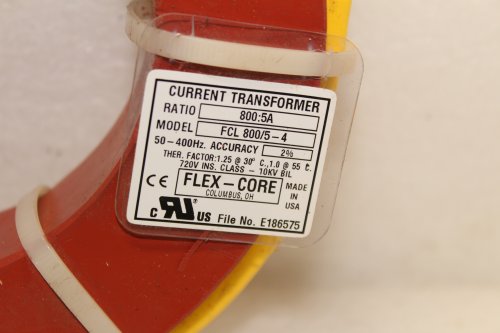 CURRENT TRANSFORMER
RATIO 800:5A
MODEL FCL 800/5-4
50-400Hz. ACCURACY 2%
THER. FACTOR:1.25 @ 30° C.,1.0 @ 55 C.
720V INS. CLASS - 10KV BIL
CE FLEX-CORE MADE IN USA
COLUMBUS, OH
C RU US File No. E186575